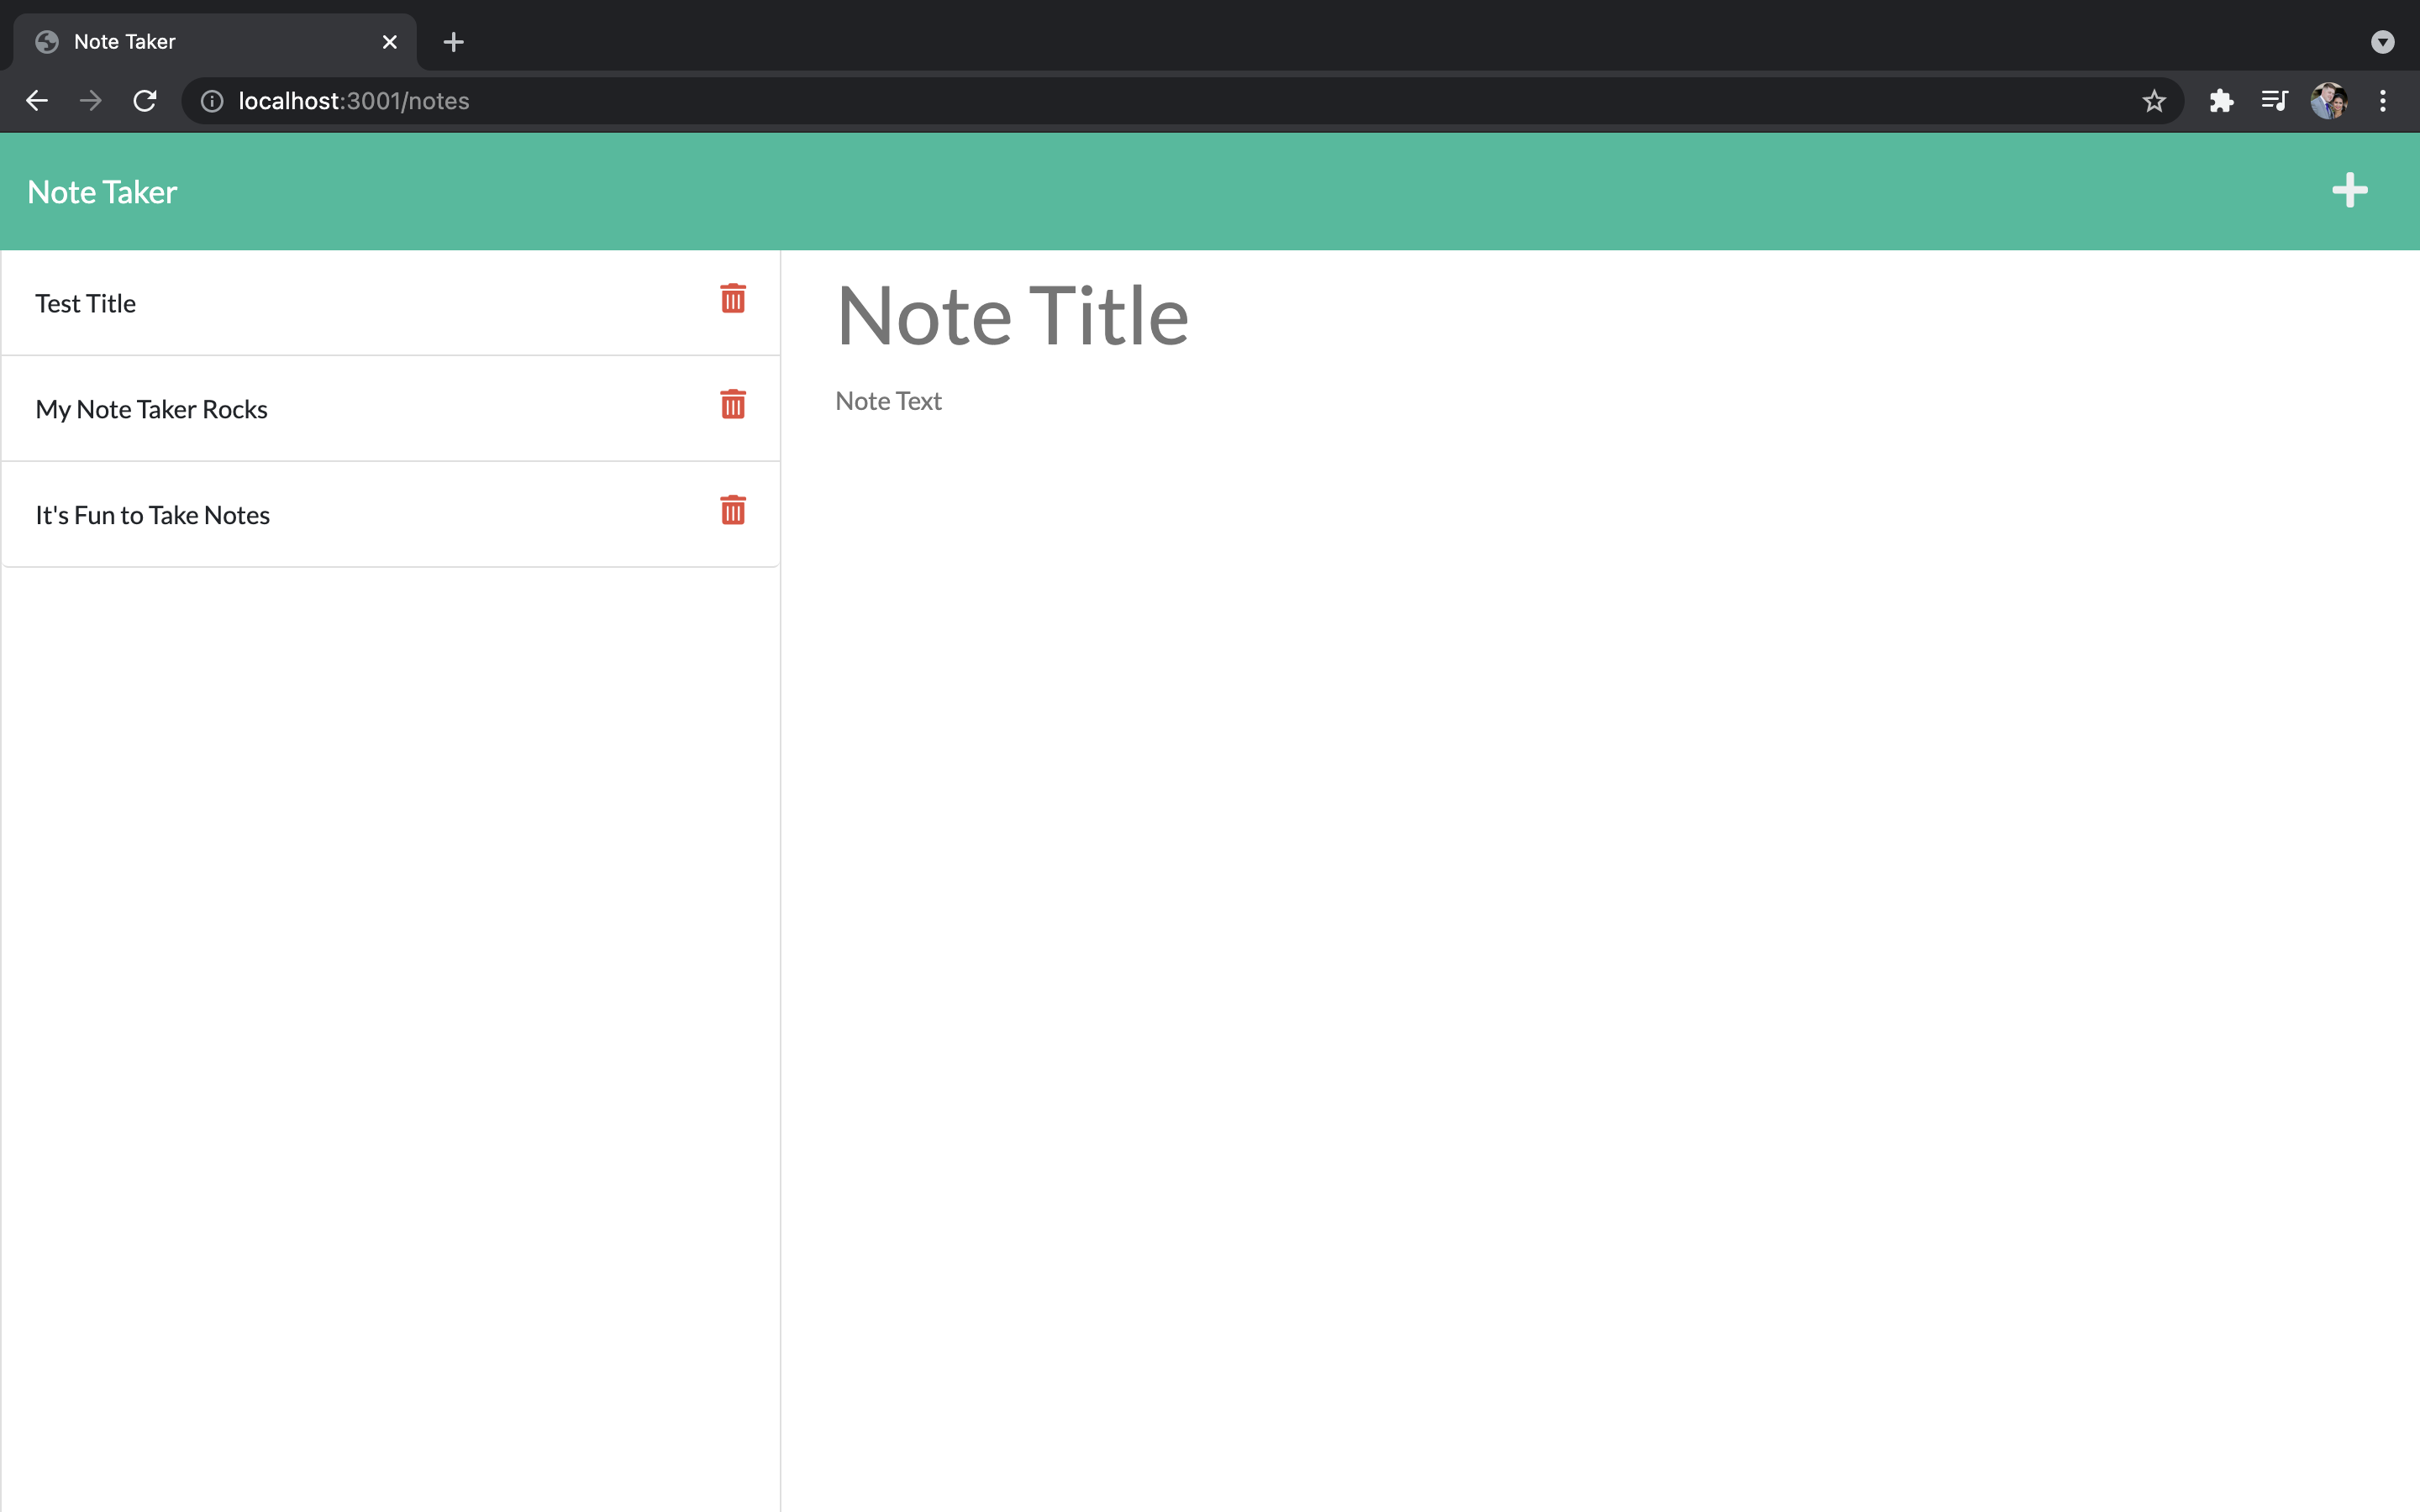 Note Taker
localhost:3001/notes
Note Taker
Test Title
My Note Taker Rocks
It's Fun to Take Notes
Note Title
Note Text